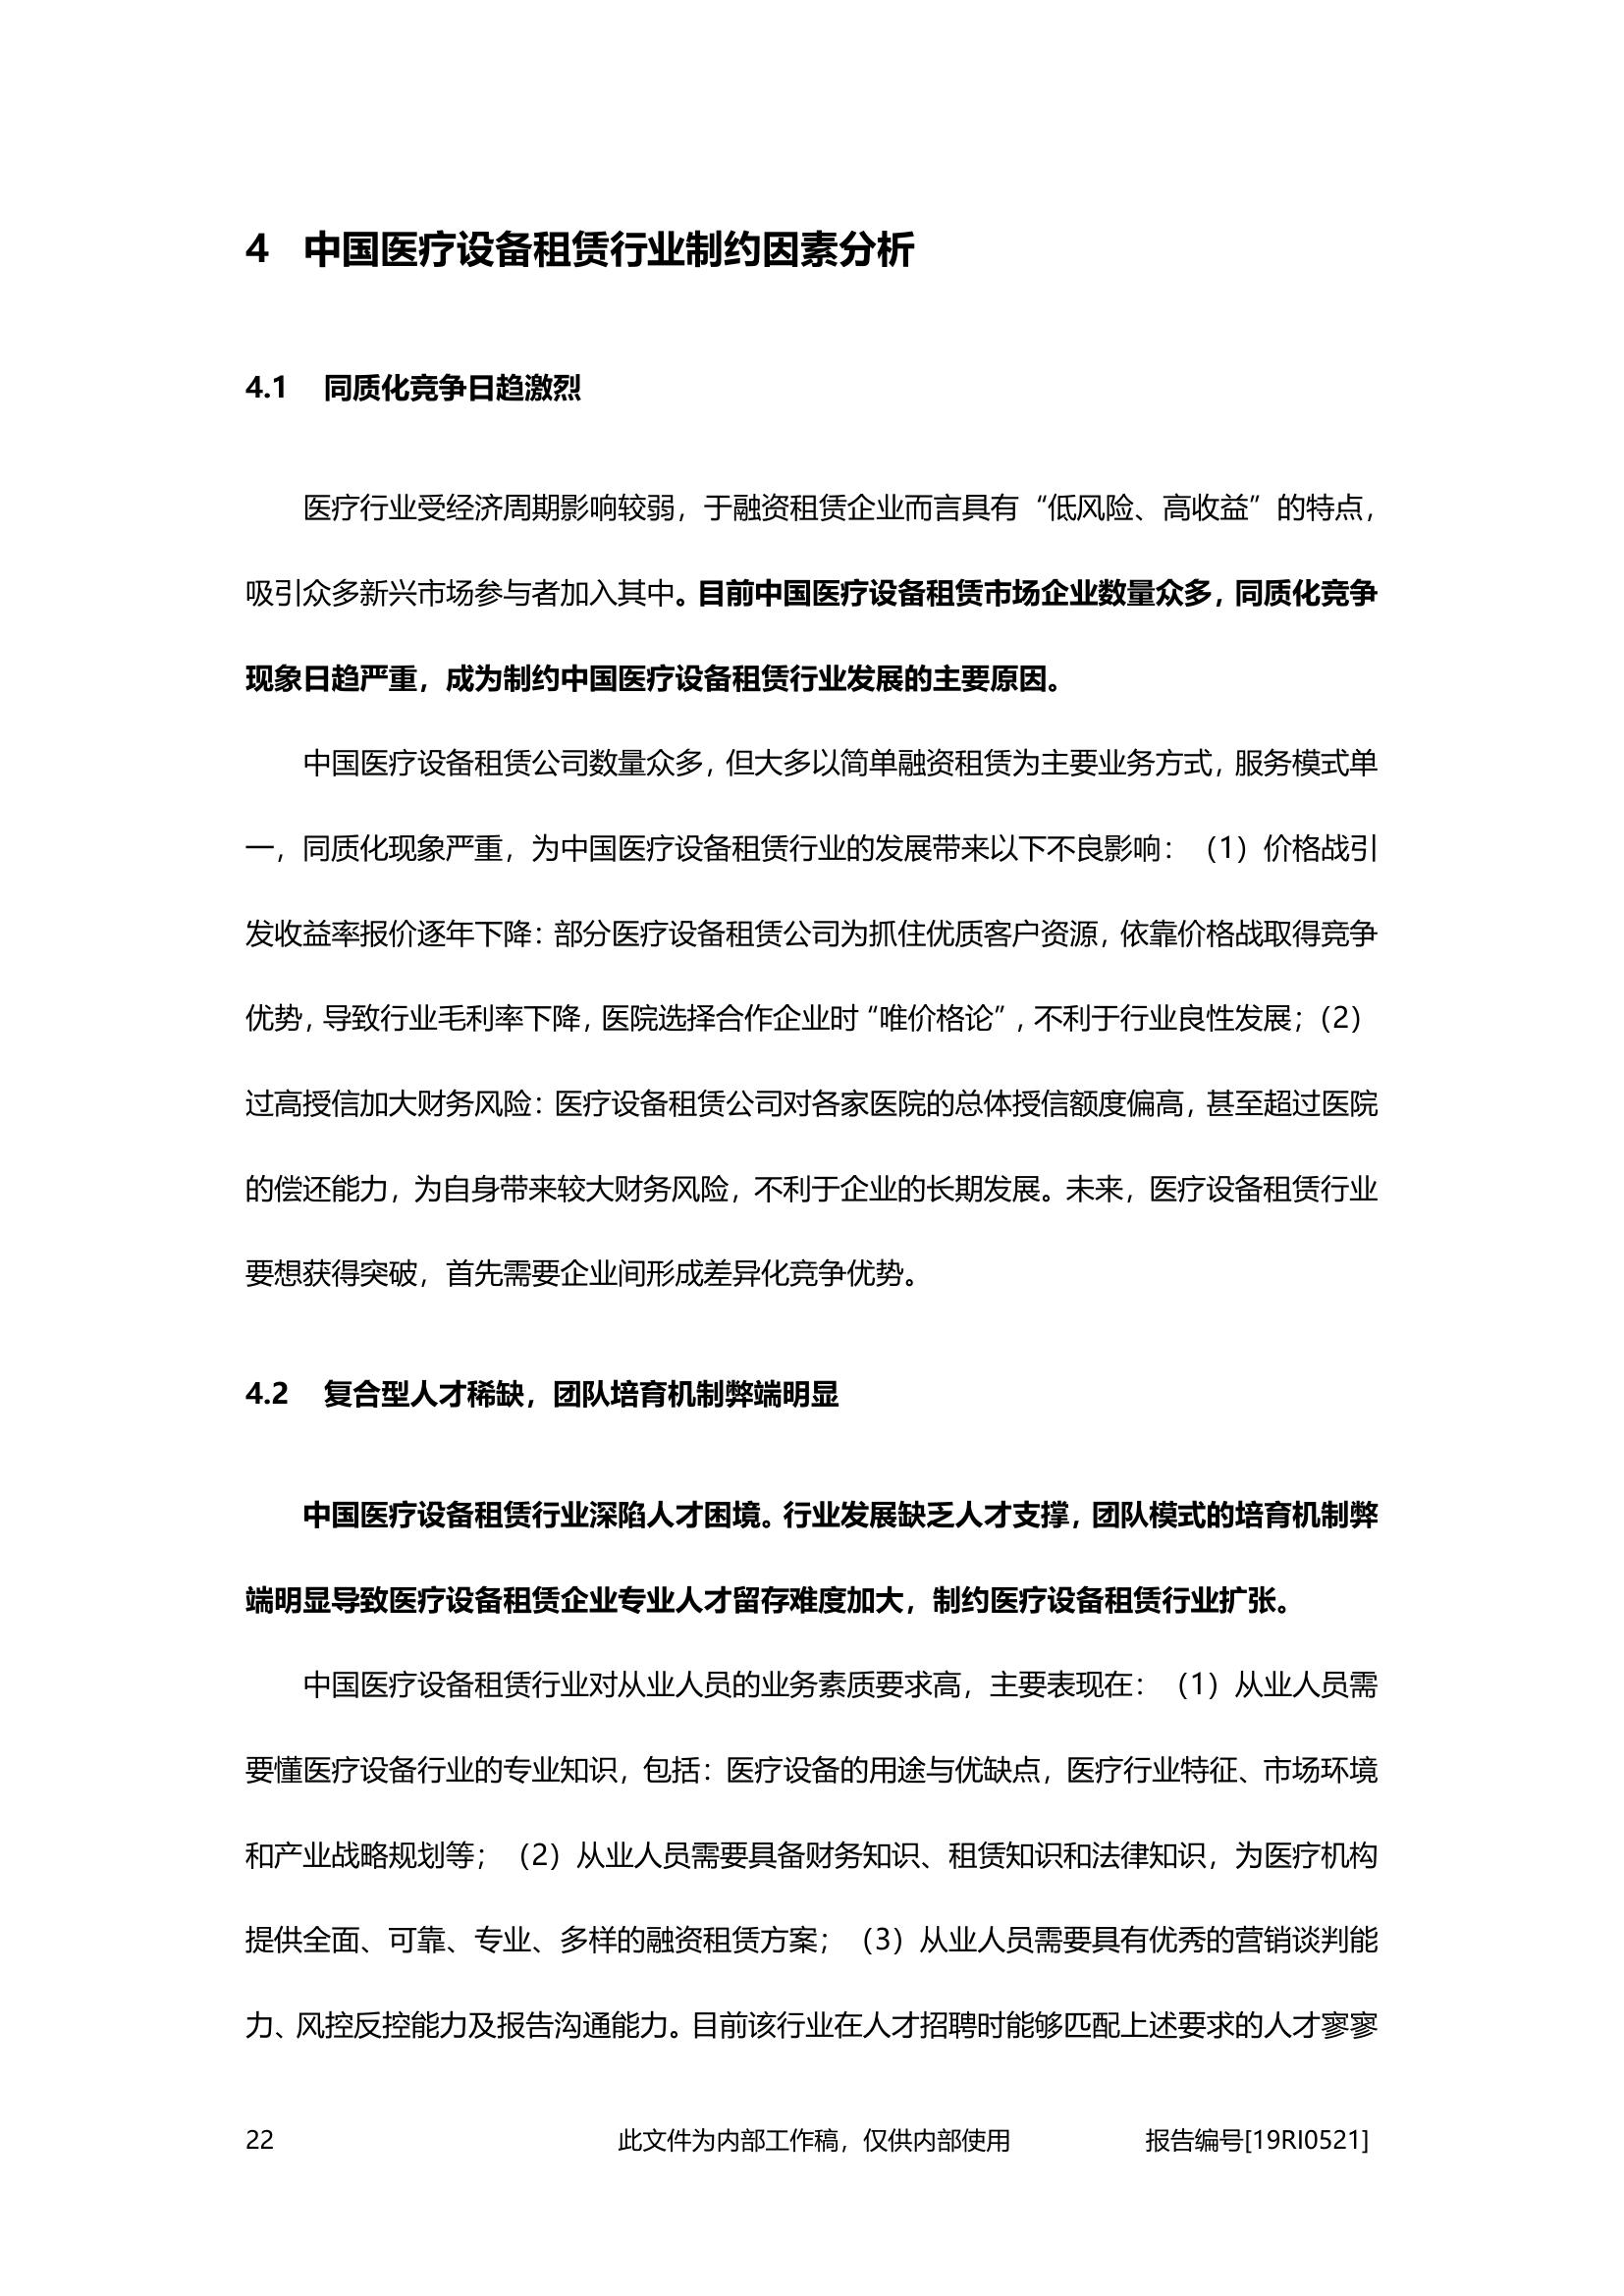 4 中国医疗设备租赁行业制约因素分析
4.1 同质化竞争日趋激烈
医疗行业受经济周期影响较弱，于融资租赁企业而言具有“低风险、高收益”的特点，
吸引众多新兴市场参与者加入其中。目前中国医疗设备租赁市场企业数量众多，同质化竞争
现象日趋严重，成为制约中国医疗设备租赁行业发展的主要原因。
中国医疗设备租赁公司数量众多，但大多以简单融资租赁为主要业务方式，服务模式单
一，同质化现象严重，为中国医疗设备租赁行业的发展带来以下不良影响：（1）价格战引
发收益率报价逐年下降：部分医疗设备租赁公司为抓住优质客户资源，依靠价格战取得竞争
优势，导致行业毛利率下降，医院选择合作企业时“唯价格论”，不利于行业良性发展；（2）
过高授信加大财务风险：医疗设备租赁公司对各家医院的总体授信额度偏高，甚至超过医院
的偿还能力，为自身带来较大财务风险，不利于企业的长期发展。未来，医疗设备租赁行业
要想获得突破，首先需要企业间形成差异化竞争优势。
4.2 复合型人才稀缺，团队培育机制弊端明显
中国医疗设备租赁行业深陷人才困境。行业发展缺乏人才支撑，团队模式的培育机制弊
端明显导致医疗设备租赁企业专业人才留存难度加大，制约医疗设备租赁行业扩张。
中国医疗设备租赁行业对从业人员的业务素质要求高，主要表现在：（1）从业人员需
要懂医疗设备行业的专业知识，包括：医疗设备的用途与优缺点，医疗行业特征、市场环境
和产业战略规划等；（2）从业人员需要具备财务知识、租赁知识和法律知识，为医疗机构
提供全面、可靠、专业、多样的融资租赁方案；（3）从业人员需要具有优秀的营销谈判能
力、风控反控能力及报告沟通能力。目前该行业在人才招聘时能够匹配上述要求的人才寥寥
22 此文件为内部工作稿，仅供内部使用 报告编号[19RI0521]